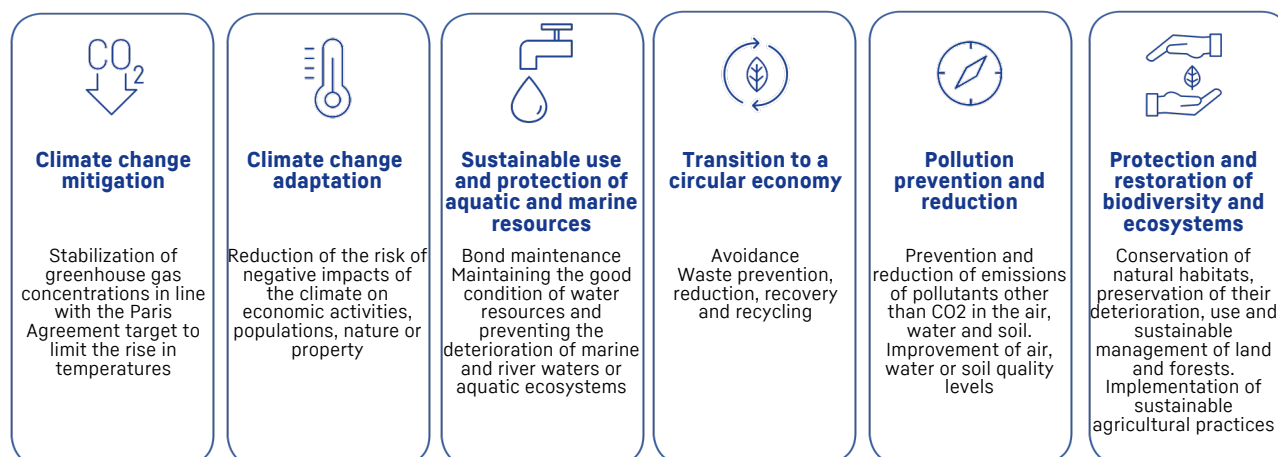 CO2
Climate change
mitigation
Stabilization of
greenhouse gas
concentrations in line
with the Paris
Agreement target to
limit the rise in
temperatures
Climate change
adaptation
Reduction of the risk of
negative impacts of
the climate on
economic activities,
populations, nature or
property
Sustainable use
and protection of
aquatic and marine
resources
Bond maintenance
Maintaining the good
condition of water
resources and
preventing the
deterioration of marine
and river waters or
aquatic ecosystems
Transition to a
circular economy
Avoidance
Waste prevention,
reduction, recovery
and recycling
Pollution
prevention and
reduction
Prevention and
reduction of emissions
of pollutants other
than CO2 in the air,
water and soil.
Improvement of air,
water or soil quality
levels
Protection and
restoration of
biodiversity and
ecosystems
Conservation of
natural habitats,
preservation of their
deterioration, use and
sustainable
management of land
and forests.
Implementation of
sustainable
agricultural practices